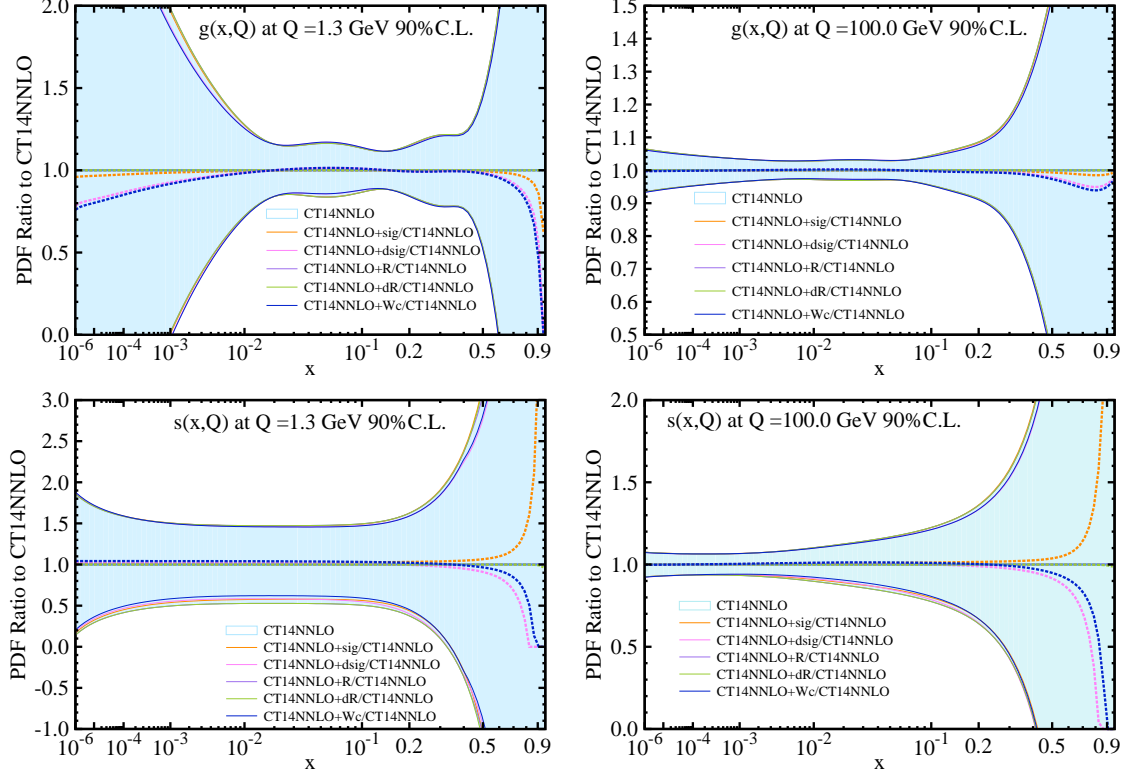 g(x,Q) at Q =1.3 GeV 90%C.L.
PDF Ratio to CT14NNLO
2.0
1.5
1.0
0.5
0.0
CT14NNLO
CT14NNLO+sig/CT14NNLO
CT14NNLO+dsig/CT14NNLO
CT14NNLO+R/CT14NNLO
CT14NNLO+dR/CT14NNLO
CT14NNLO+Wc/CT14NNLO
10^-6 10^-4 10^-3 10^-2 10^-1 0.2 0.5 0.9
x
g(x,Q) at Q =100.0 GeV 90%C.L.
PDF Ratio to CT14NNLO
1.5
1.4
1.3
1.2
1.1
1.0
0.9
0.8
0.7
0.6
0.5
CT14NNLO
CT14NNLO+sig/CT14NNLO
CT14NNLO+dsig/CT14NNLO
CT14NNLO+R/CT14NNLO
CT14NNLO+dR/CT14NNLO
CT14NNLO+Wc/CT14NNLO
10^-6 10^-4 10^-3 10^-2 10^-1 0.2 0.5 0.9
x
s(x,Q) at Q =1.3 GeV 90%C.L.
PDF Ratio to CT14NNLO
3.0
2.5
2.0
1.5
1.0
0.5
0.0
-0.5
-1.0
CT14NNLO
CT14NNLO+sig/CT14NNLO
CT14NNLO+dsig/CT14NNLO
CT14NNLO+R/CT14NNLO
CT14NNLO+dR/CT14NNLO
CT14NNLO+Wc/CT14NNLO
10^-6 10^-4 10^-3 10^-2 10^-1 0.2 0.5 0.9
x
s(x,Q) at Q =100.0 GeV 90%C.L.
PDF Ratio to CT14NNLO
2.0
1.5
1.0
0.5
0.0
CT14NNLO
CT14NNLO+sig/CT14NNLO
CT14NNLO+dsig/CT14NNLO
CT14NNLO+R/CT14NNLO
CT14NNLO+dR/CT14NNLO
CT14NNLO+Wc/CT14NNLO
10^-6 10^-4 10^-3 10^-2 10^-1 0.2 0.5 0.9
x